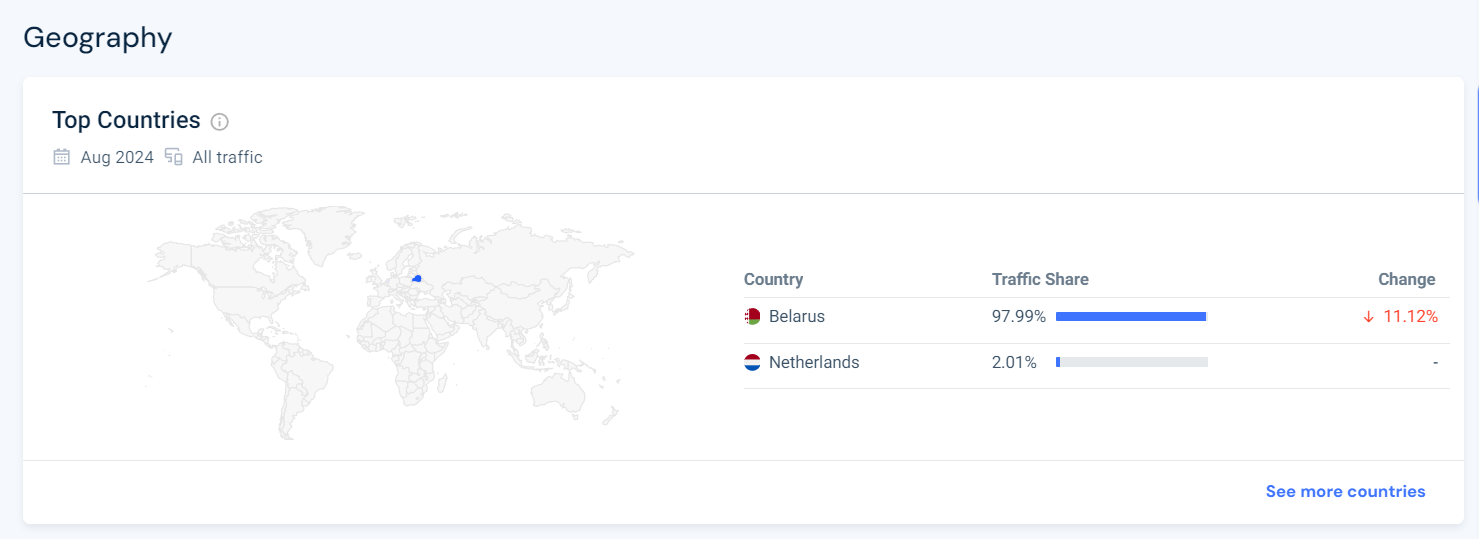 Geography
Top Countries
Aug 2024 All traffic
Country Traffic Share Change
Belarus 97.99% ↓ 11.12%
Netherlands 2.01% -
See more countries